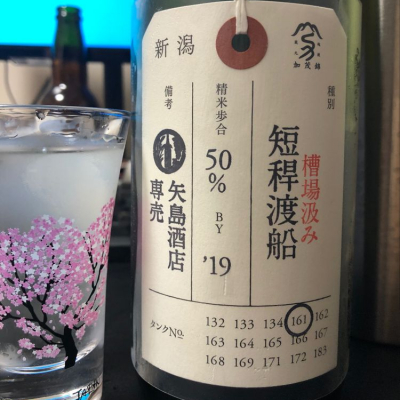 新潟
加茂錦
種別
槽場汲み
短稈渡船
精米歩合
50%
BY
'19
備考
矢島酒店
専売
タンクNo.
132 133 134 161 162
163 164 165 166 167
168 169 171 172 183